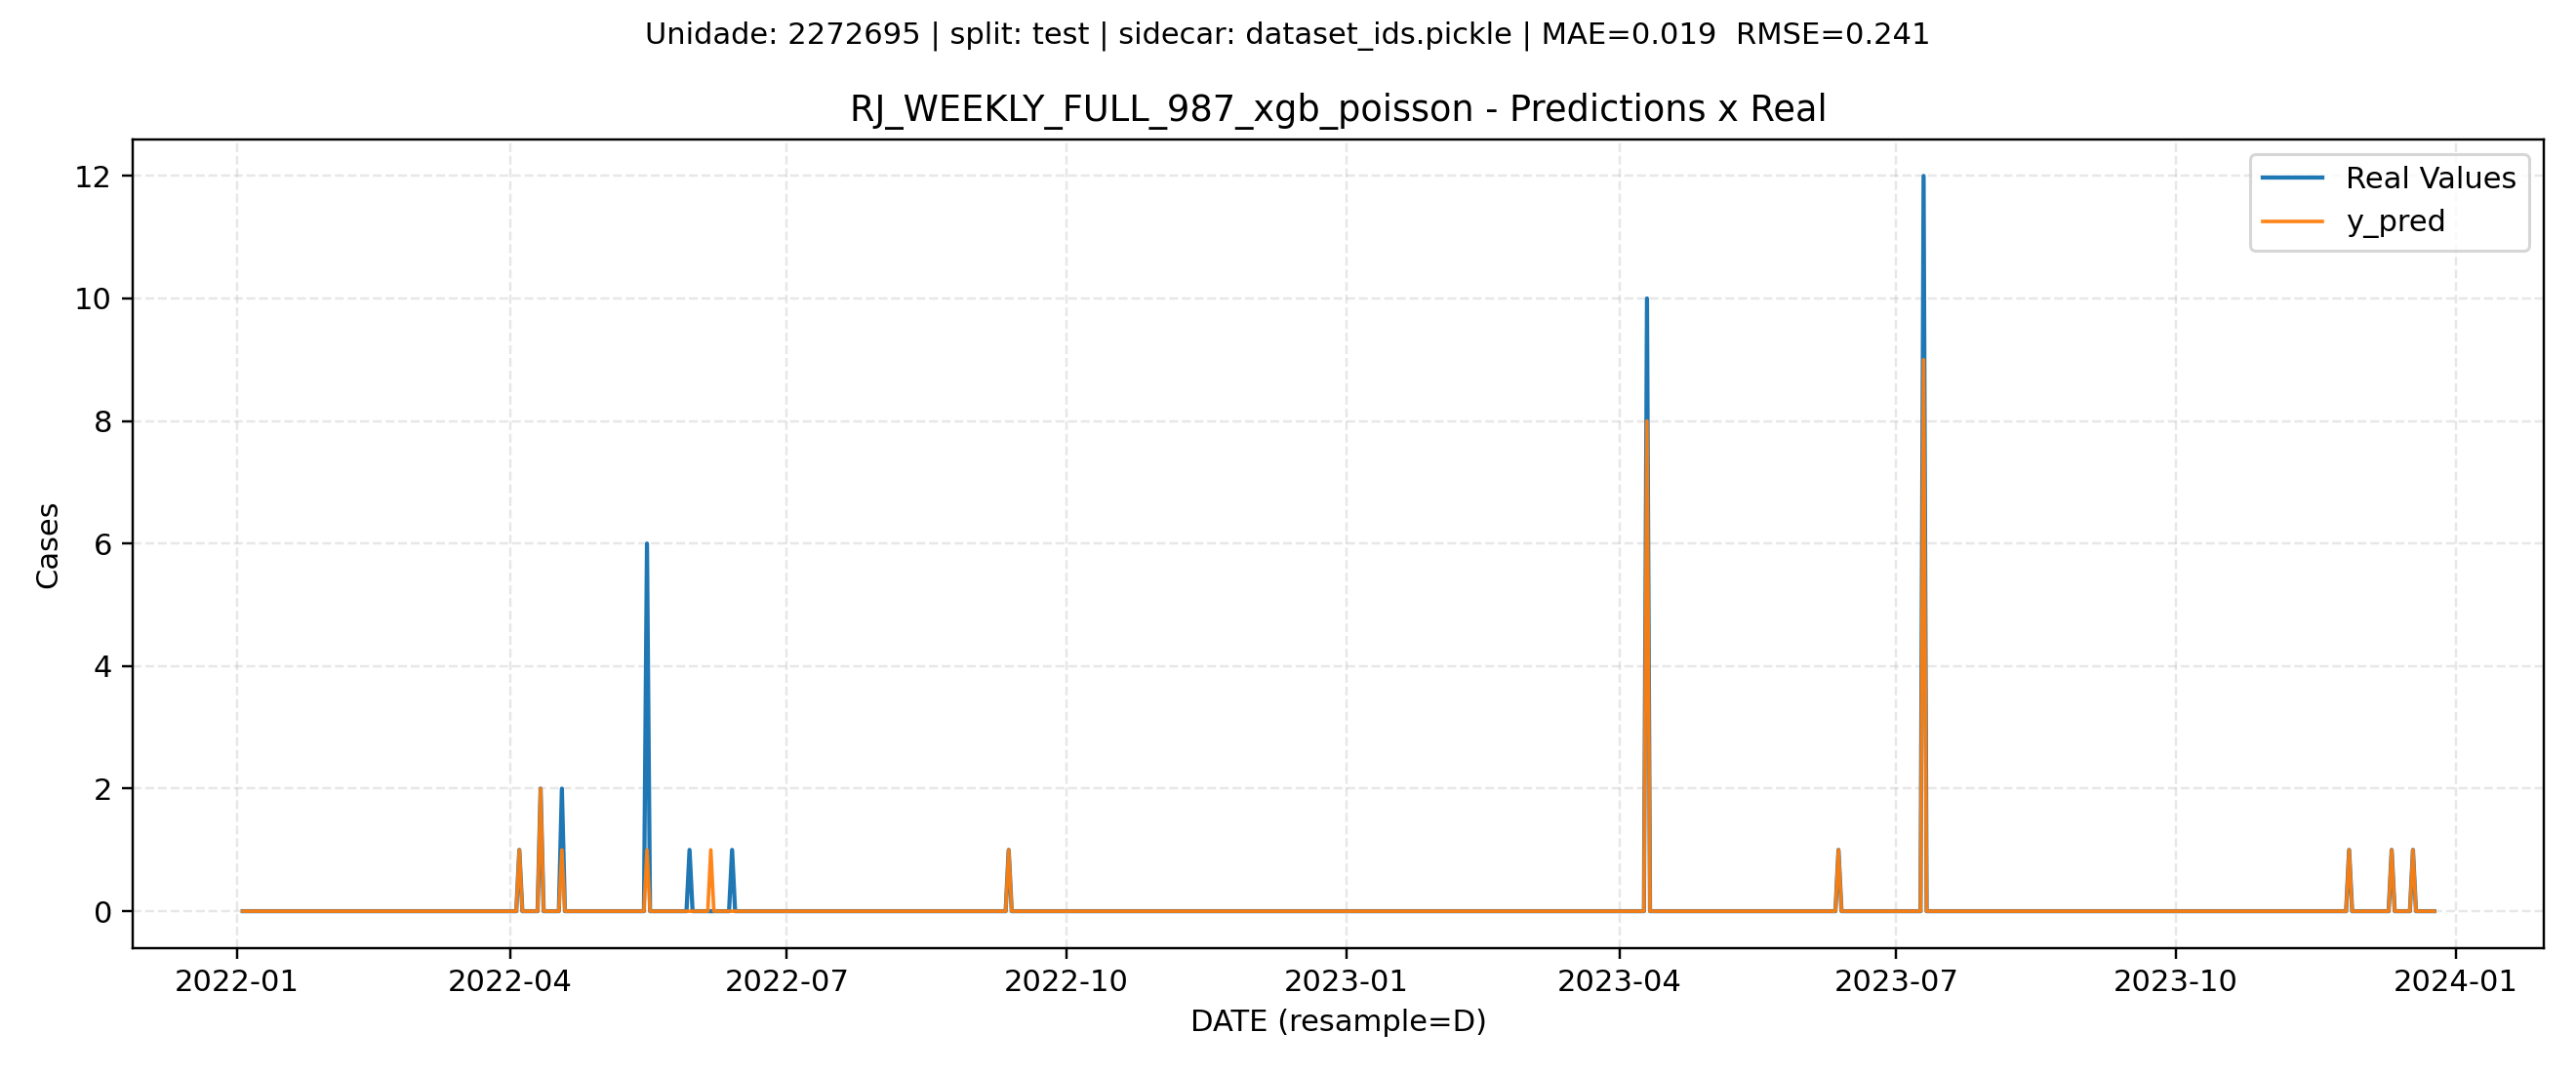 Unidade: 2272695 | split: test | sidecar: dataset_ids.pickle | MAE=0.019  RMSE=0.241
RJ_WEEKLY_FULL_987_xgb_poisson - Predictions x Real
Real Values
y_pred
Cases
12
10
8
6
4
2
0
2022-01
2022-04
2022-07
2022-10
2023-01
2023-04
2023-07
2023-10
2024-01
DATE (resample=D)